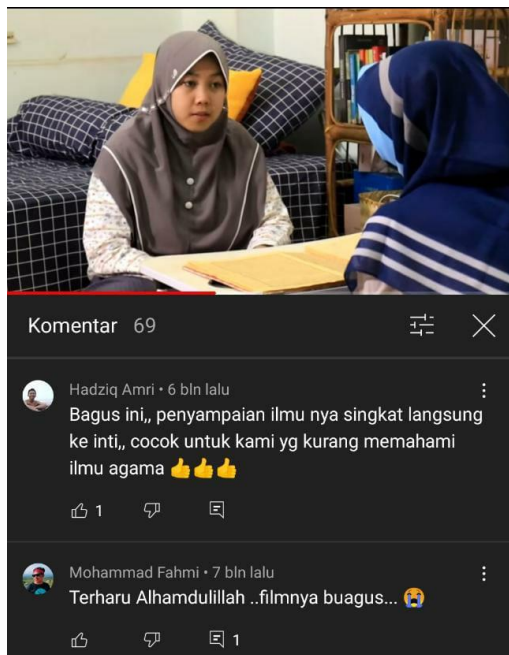 Komentar 69
Hadziq Amri • 6 bln lalu
Bagus ini,, penyampaian ilmu nya singkat langsung
ke inti,, cocok untuk kami yg kurang memahami
ilmu agama 👍👍👍
1
Mohammad Fahmi • 7 bln lalu
Terharu Alhamdulillah ..filmnya buagus... 😭
1